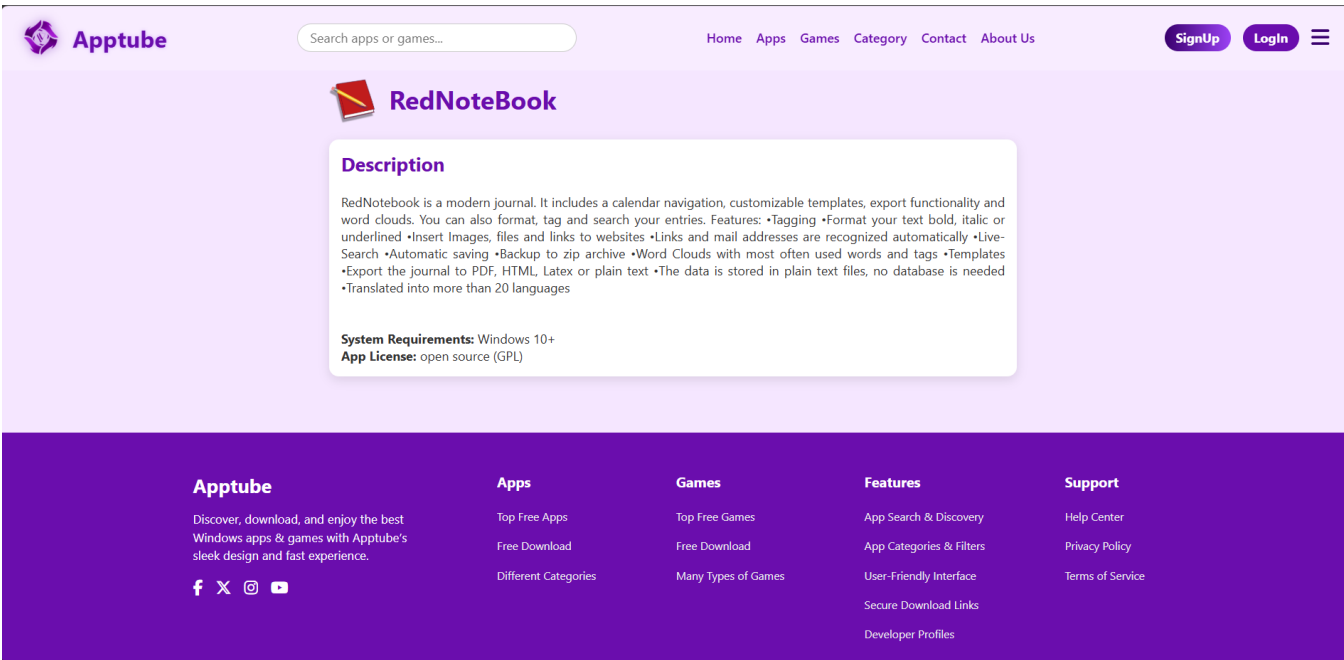 Apptube
Search apps or games...
Home Apps Games Category Contact About Us
SignUp LogIn
RedNoteBook
Description
RedNotebook is a modern journal. It includes a calendar navigation, customizable templates, export functionality and
word clouds. You can also format, tag and search your entries. Features: •Tagging •Format your text bold, italic or
underlined •Insert Images, files and links to websites •Links and mail addresses are recognized automatically •Live-
Search •Automatic saving •Backup to zip archive •Word Clouds with most often used words and tags •Templates
•Export the journal to PDF, HTML, Latex or plain text •The data is stored in plain text files, no database is needed
•Translated into more than 20 languages
System Requirements: Windows 10+
App License: open source (GPL)
Apptube
Discover, download, and enjoy the best
Windows apps & games with Apptube's
sleek design and fast experience.
Apps
Top Free Apps
Free Download
Different Categories
Games
Top Free Games
Free Download
Many Types of Games
Features
App Search & Discovery
App Categories & Filters
User-Friendly Interface
Secure Download Links
Developer Profiles
Support
Help Center
Privacy Policy
Terms of Service